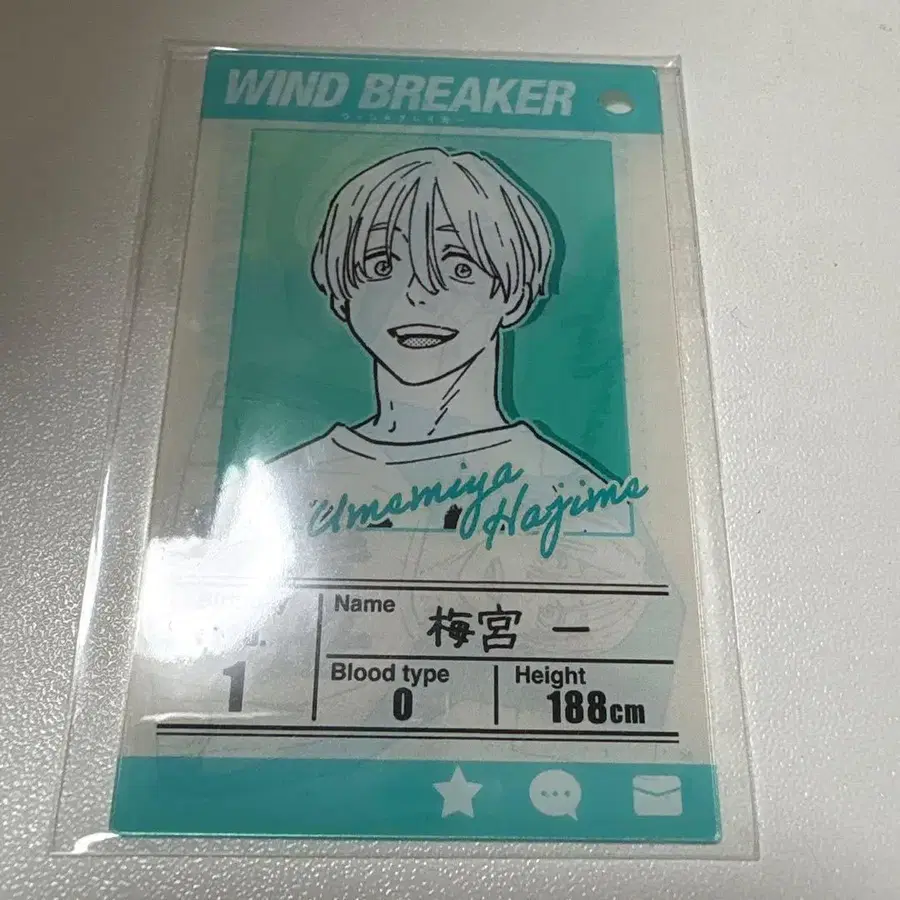 WIND BREAKER
ウィンドブレイカー
Umemiya
Hajime
Name
梅宮 一
1
Blood type
O
Height
188cm